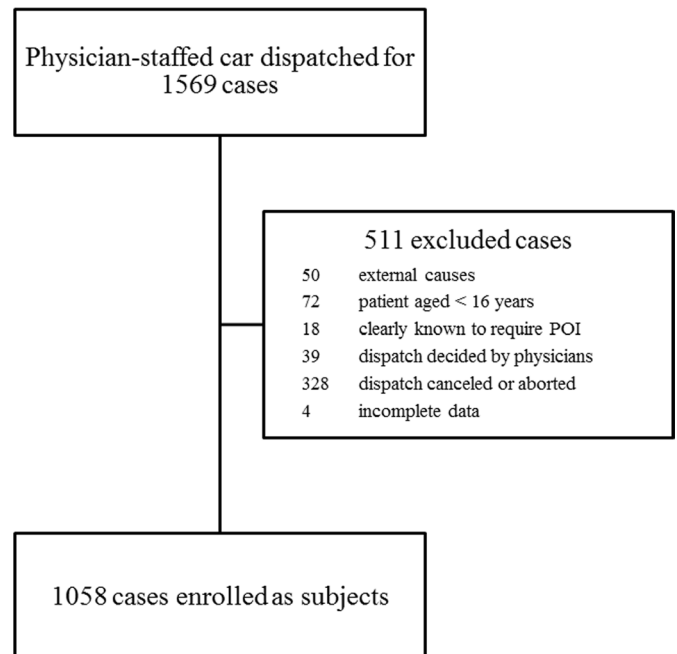 Physician-staffed car dispatched for
1569 cases
511 excluded cases
50 external causes
72 patient aged < 16 years
18 clearly known to require POI
39 dispatch decided by physicians
328 dispatch canceled or aborted
4 incomplete data
1058 cases enrolled as subjects